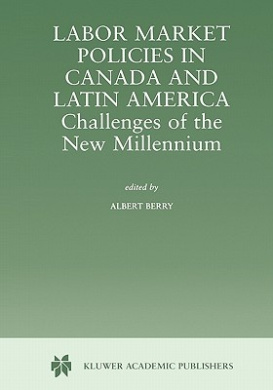 LABOR MARKET
POLICIES IN
CANADA AND
LATIN AMERICA
Challenges of the
New Millennium
edited by
ALBERT BERRY
KLUWER ACADEMIC PUBLISHERS